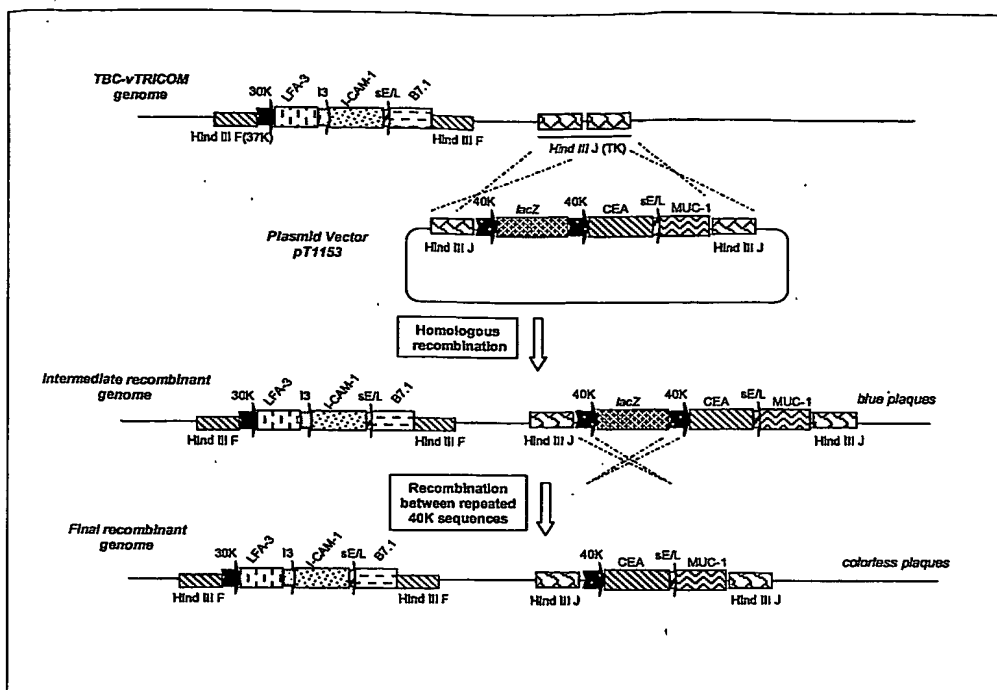 TBC-vTRICOM
genome
30K LFA-3 I3 I-CAM-1 sE/L B7.1
Hind III F(37K) Hind III F Hind III J (TK)
Plasmid Vector
pT1153
40K lacZ 40K CEA sE/L MUC-1
Hind III J Hind III J
Homologous
recombination
Intermediate recombinant
genome
30K LFA-3 I3 I-CAM-1 sE/L B7.1 40K lacZ 40K CEA sE/L MUC-1 blue plaques
Hind III F Hind III F Hind III J Hind III J
Recombination
between repeated
40K sequences
Final recombinant
genome
30K LFA-3 I3 I-CAM-1 sE/L B7.1 40K CEA sE/L MUC-1 colorless plaques
Hind III F Hind III F Hind III J Hind III J